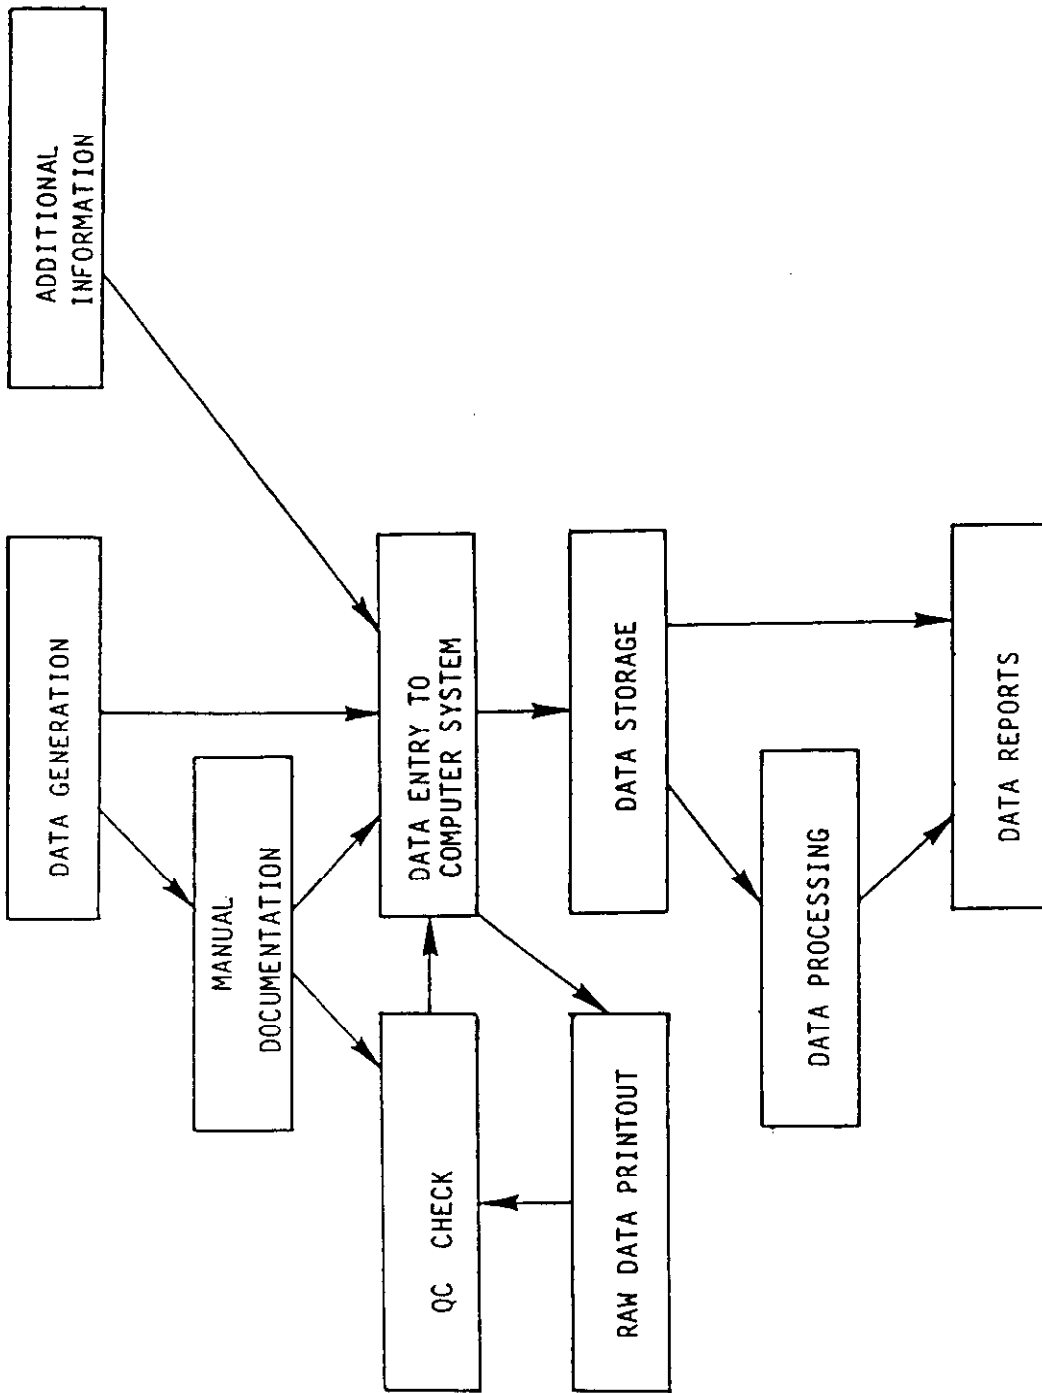 ADDITIONAL
INFORMATION
DATA GENERATION
MANUAL
DOCUMENTATION
DATA ENTRY TO
COMPUTER SYSTEM
QC CHECK
RAW DATA PRINTOUT
DATA STORAGE
DATA PROCESSING
DATA REPORTS